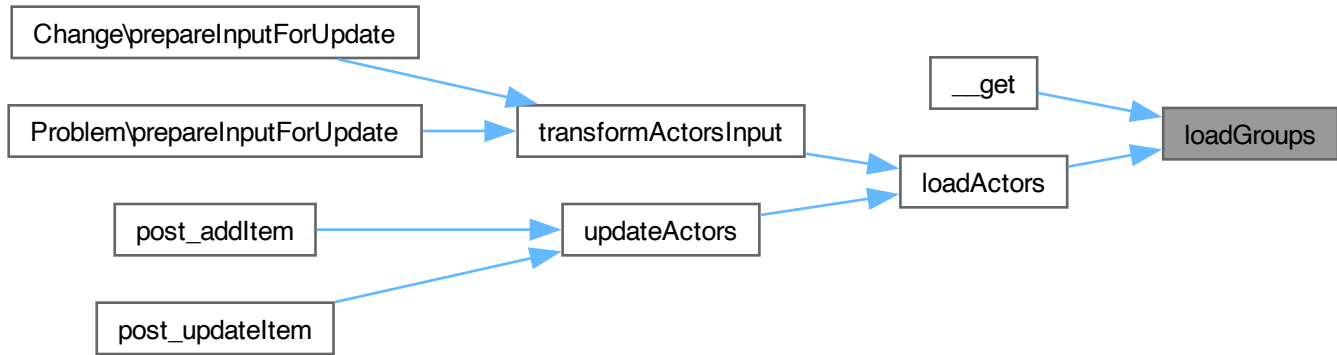 Change\prepareInputForUpdate
__get
Problem\prepareInputForUpdate
transformActorsInput
loadGroups
loadActors
post_addItem
updateActors
post_updateItem